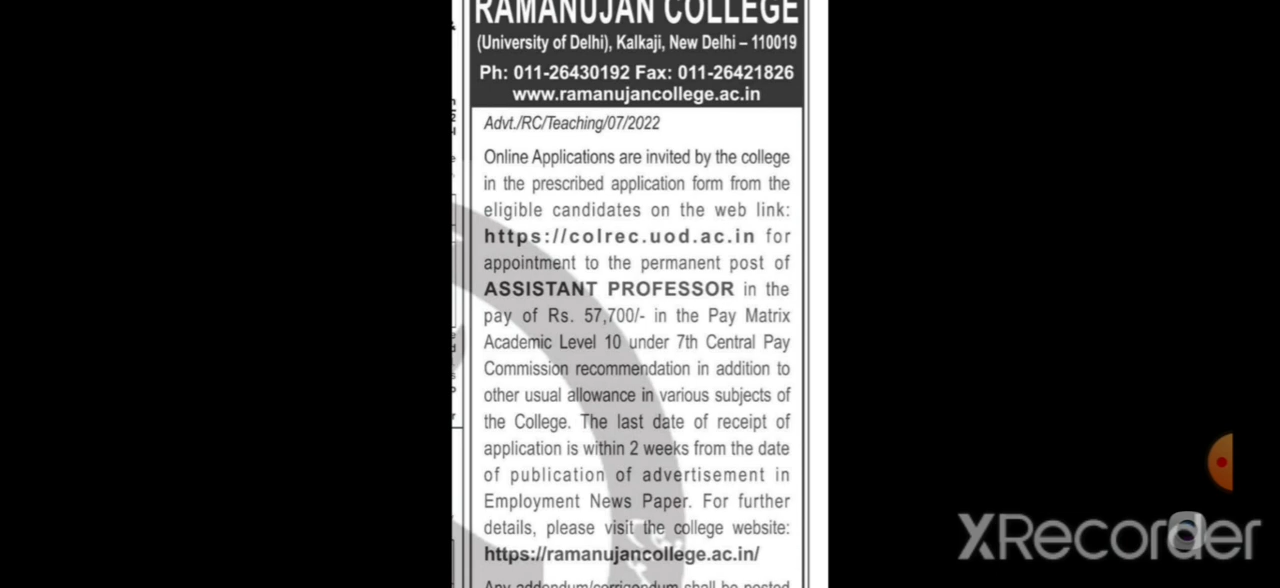 RAMANUJAN COLLEGE
(University of Delhi), Kalkaji, New Delhi – 110019
Ph: 011-26430192 Fax: 011-26421826
www.ramanujancollege.ac.in
Advt./RC/Teaching/07/2022
Online Applications are invited by the college
in the prescribed application form from the
eligible candidates on the web link:
https://colrec.uod.ac.in for
appointment to the permanent post of
ASSISTANT PROFESSOR in the
pay of Rs. 57,700/- in the Pay Matrix
Academic Level 10 under 7th Central Pay
Commission recommendation in addition to
other usual allowance in various subjects of
the College. The last date of receipt of
application is within 2 weeks from the date
of publication of advertisement in
Employment News Paper. For further
details, please visit the college website:
https://ramanujancollege.ac.in/
Any addendum/corrigendum shall be posted
XRecorder